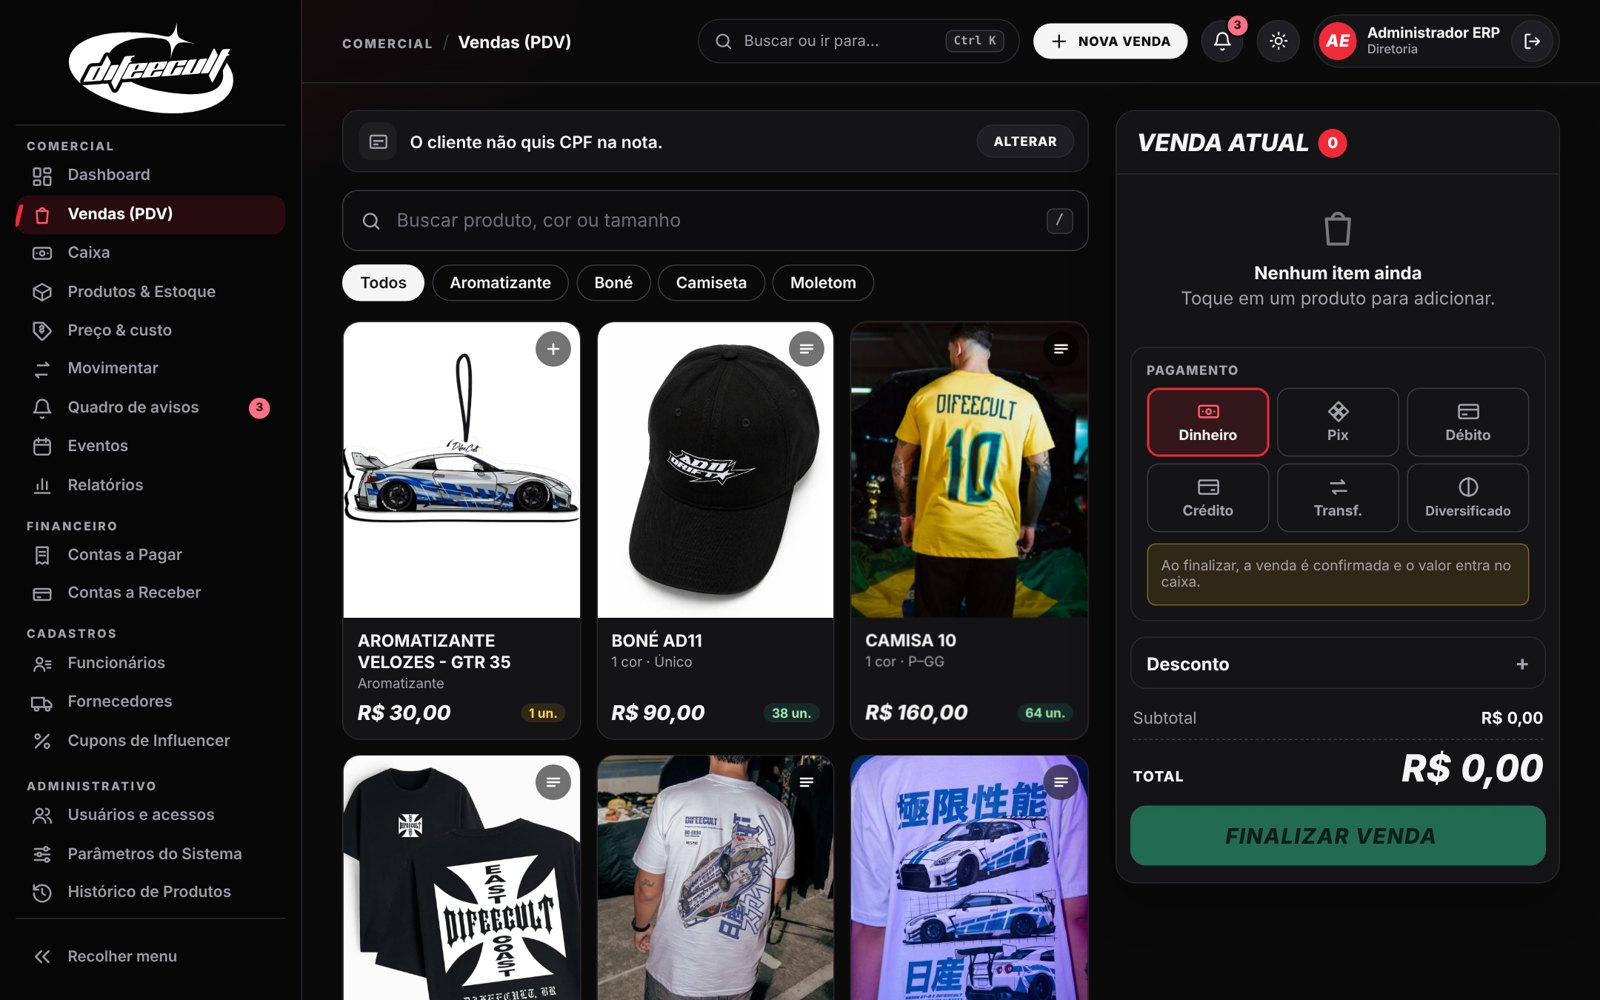 difeecult
COMERCIAL
Dashboard
Vendas (PDV)
Caixa
Produtos & Estoque
Preço & custo
Movimentar
Quadro de avisos
3
Eventos
Relatórios
FINANCEIRO
Contas a Pagar
Contas a Receber
CADASTROS
Funcionários
Fornecedores
Cupons de Influencer
ADMINISTRATIVO
Usuários e acessos
Parâmetros do Sistema
Histórico de Produtos
Recolher menu
COMERCIAL / Vendas (PDV)
Buscar ou ir para...
Ctrl K
NOVA VENDA
3
AE
Administrador ERP
Diretoria
O cliente não quis CPF na nota.
ALTERAR
Buscar produto, cor ou tamanho
/
Todos
Aromatizante
Boné
Camiseta
Moletom
AROMATIZANTE
VELOZES - GTR 35
Aromatizante
R$ 30,00
1 un.
AD11
DRIFT
BONÉ AD11
1 cor · Único
R$ 90,00
38 un.
DIFEECULT
10
CAMISA 10
1 cor · P–GG
R$ 160,00
64 un.
EAST
DIFEECULT
COAST
DIFEECULT, BR
DIFEECULT
極限性能
日産
VENDA ATUAL
0
Nenhum item ainda
Toque em um produto para adicionar.
PAGAMENTO
Dinheiro
Pix
Débito
Crédito
Transf.
Diversificado
Ao finalizar, a venda é confirmada e o valor entra no
caixa.
Desconto
+
Subtotal
R$ 0,00
TOTAL
R$ 0,00
FINALIZAR VENDA